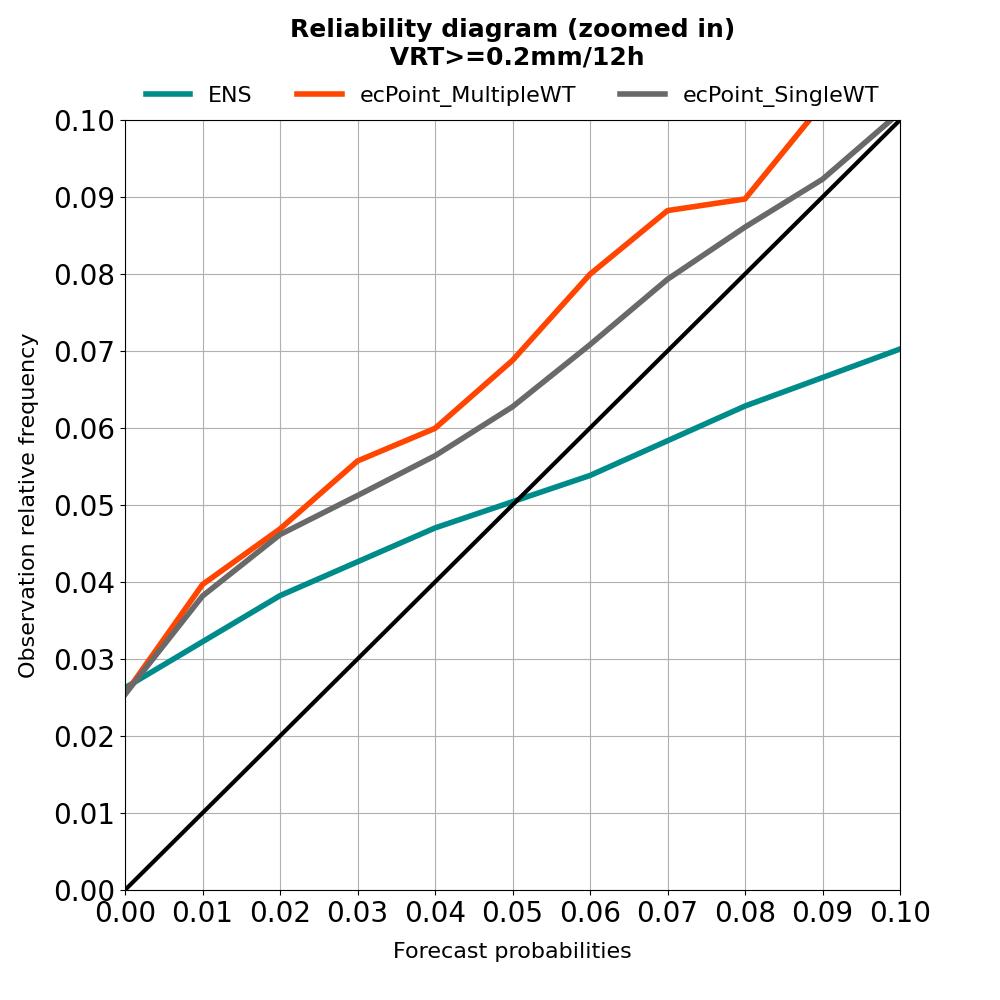 Reliability diagram (zoomed in)
VRT>=0.2mm/12h
ENS ecPoint_MultipleWT ecPoint_SingleWT
0.10
0.09
0.08
0.07
0.06
0.05
0.04
0.03
0.02
0.01
0.00
Observation relative frequency
0.00 0.01 0.02 0.03 0.04 0.05 0.06 0.07 0.08 0.09 0.10
Forecast probabilities